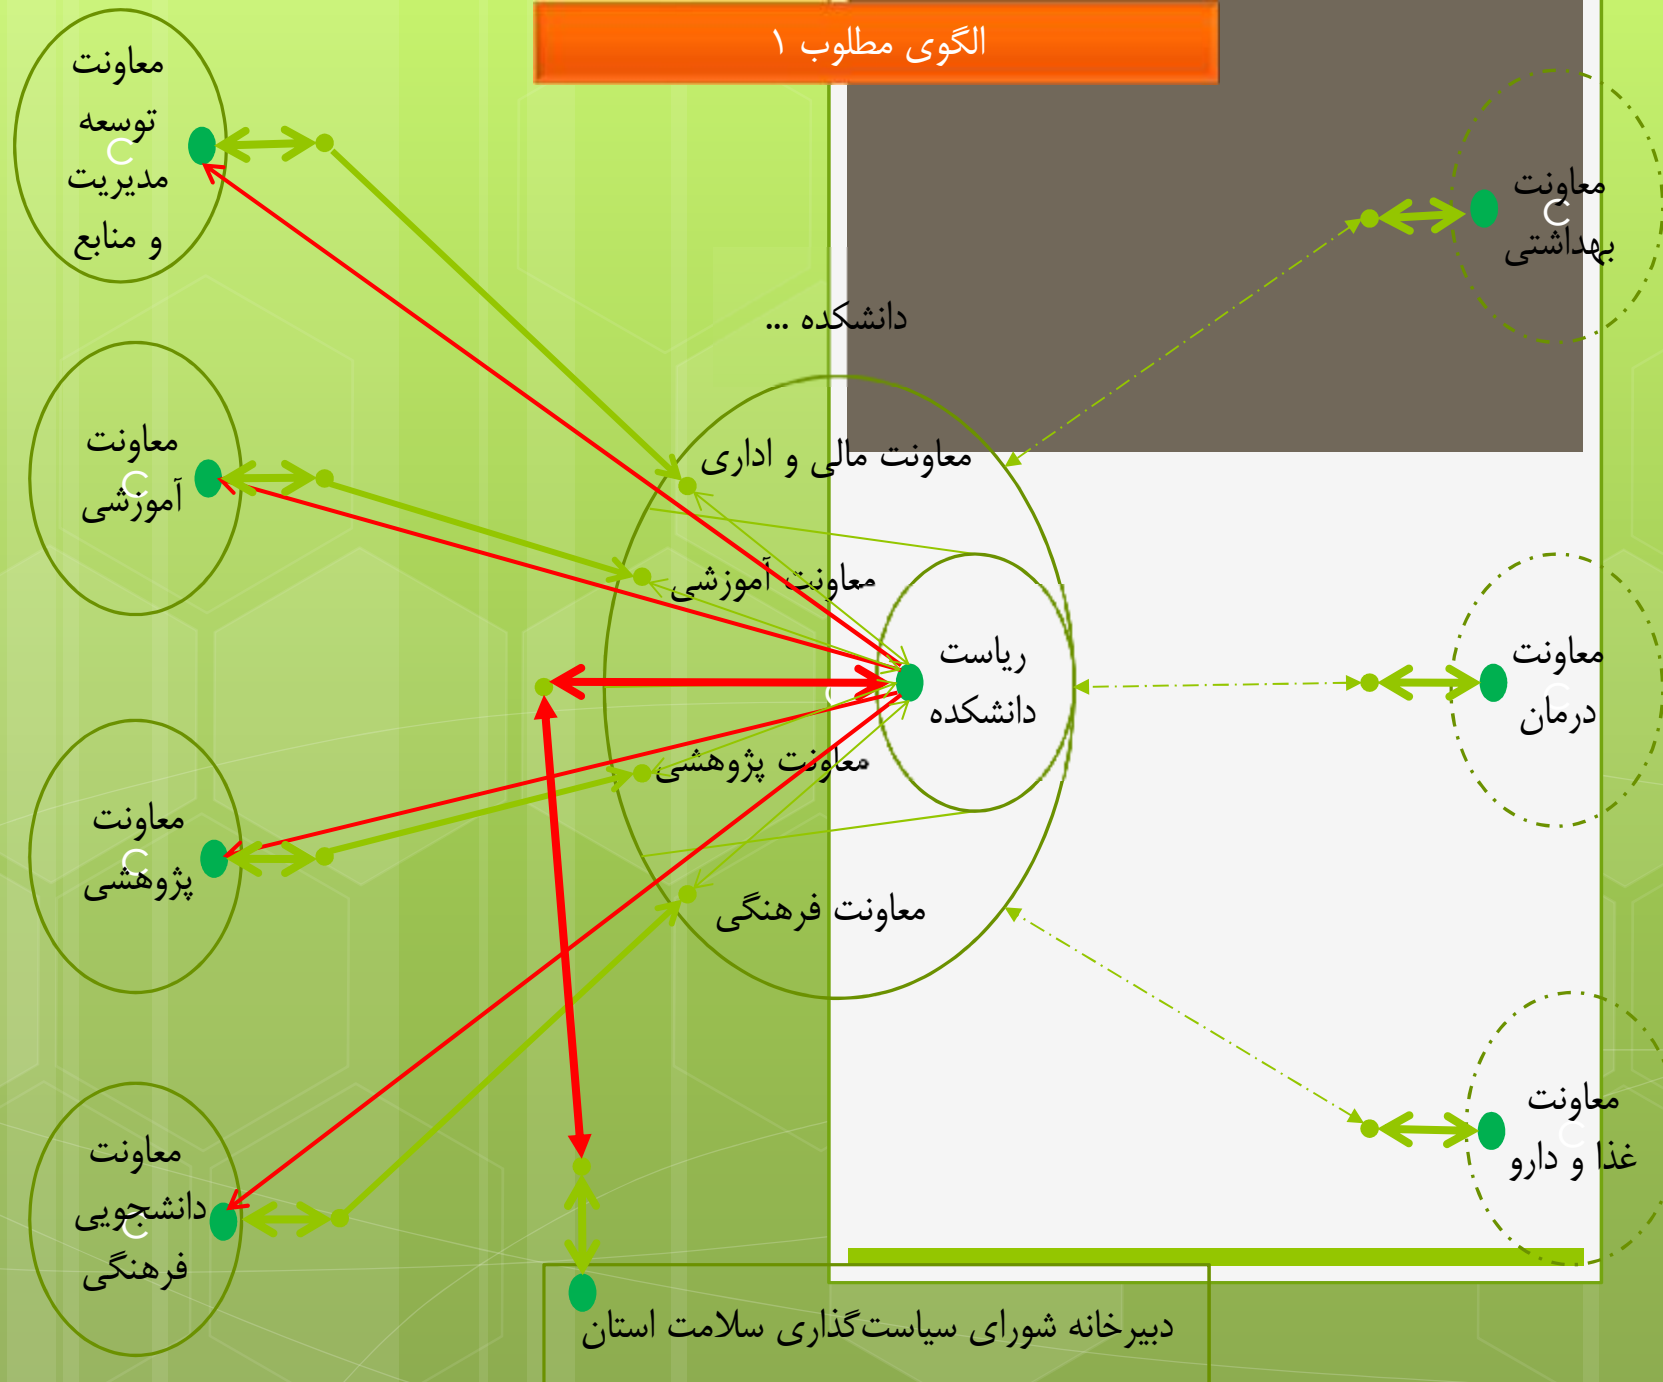 الگوی مطلوب ۱
معاونت
توسعه
مدیریت
و منابع
معاونت
بهداشتی
دانشکده ...
معاونت مالی و اداری
معاونت
آموزشی
معاونت آموزشی
ریاست
دانشکده
معاونت
درمان
معاونت پژوهشی
معاونت
پژوهشی
معاونت فرهنگی
معاونت
غذا و دارو
معاونت
دانشجویی
فرهنگی
دبیرخانه شورای سیاست‌گذاری سلامت استان